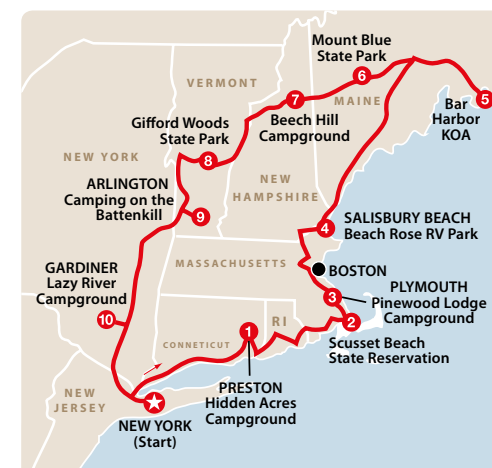 Mount Blue
State Park
6
VERMONT
7
MAINE
5
Gifford Woods
State Park
Beech Hill
Campground
Bar
Harbor
KOA
8
NEW YORK
NEW
HAMPSHIRE
ARLINGTON
Camping on the
Battenkill
9
4
SALISBURY BEACH
Beach Rose RV Park
GARDINER
Lazy River
Campground
MASSACHUSETTS
BOSTON
PLYMOUTH
Pinewood Lodge
Campground
3
10
1
RI
2
Scusset Beach
State Reservation
CONNETICUT
PRESTON
Hidden Acres
Campground
NEW
JERSEY
NEW YORK
(Start)